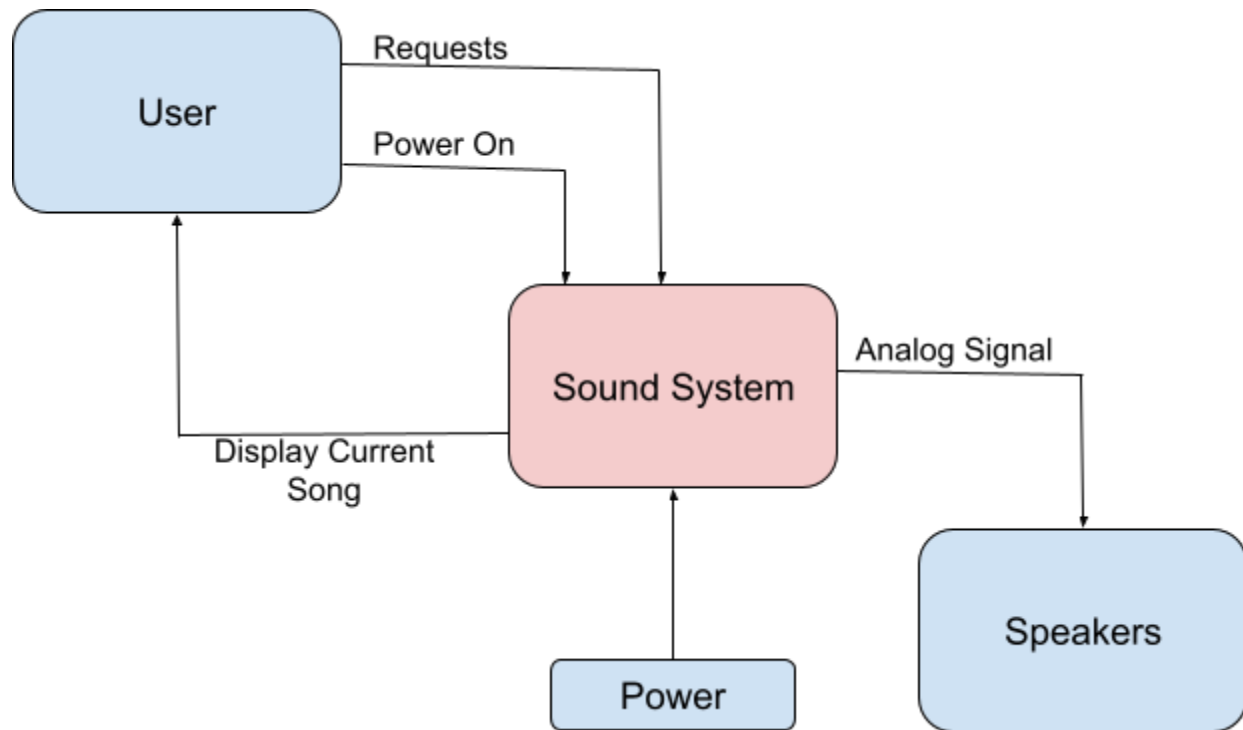 Requests
User
Power On
Analog Signal
Sound System
Display Current
Song
Speakers
Power